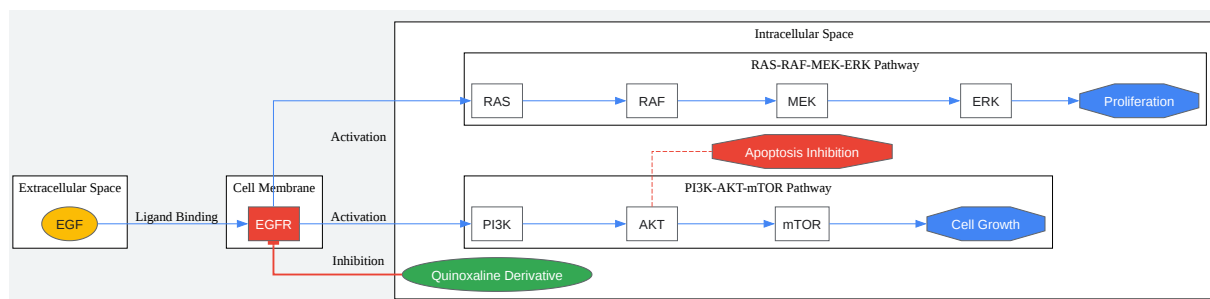 Intracellular Space
RAS-RAF-MEK-ERK Pathway
RAS
RAF
MEK
ERK
Proliferation
Activation
Apoptosis Inhibition
Extracellular Space
Cell Membrane
PI3K-AKT-mTOR Pathway
EGF
Ligand Binding
EGFR
Activation
PI3K
AKT
mTOR
Cell Growth
Inhibition
Quinoxaline Derivative